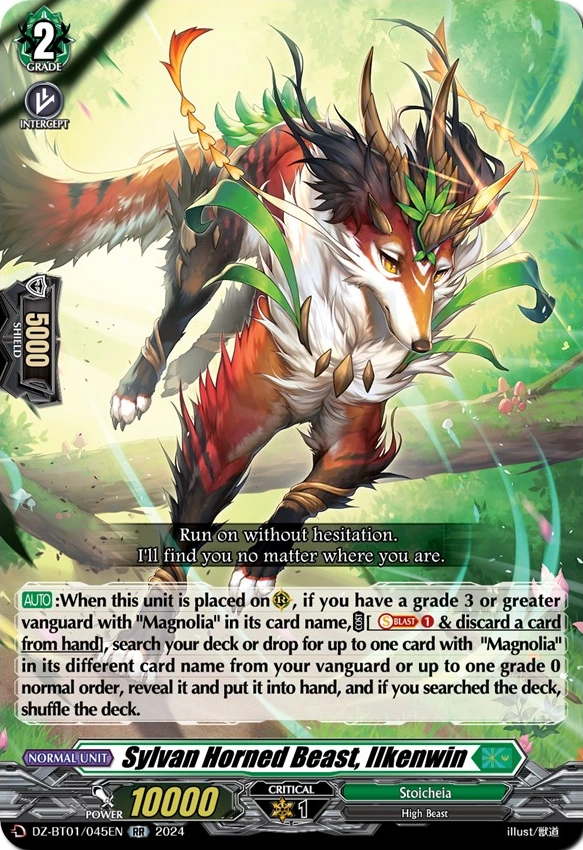 2
GRADE
INTERCEPT
5000
SHIELD
Run on without hesitation.
I'll find you no matter where you are.
AUTO:When this unit is placed on , if you have a grade 3 or greater
vanguard with "Magnolia" in its card name, COST [ S BLAST 1 & discard a card
from hand], search your deck or drop for up to one card with "Magnolia"
in its different card name from your vanguard or up to one grade 0
normal order, reveal it and put it into hand, and if you searched the deck,
shuffle the deck.
NORMAL UNIT Sylvan Horned Beast, Ilkenwin
POWER 10000 CRITICAL 1 Stoicheia
High Beast
D DZ-BT01/045EN RR 2024 illust/獣道